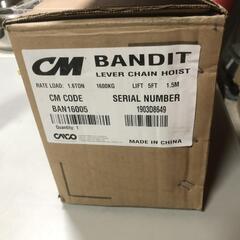 CM BANDIT
LEVER CHAIN HOIST
RATE LOAD: 1.6TON 1600KG LIFT 5FT 1.5M
CM CODE SERIAL NUMBER
BAN16005 1903D8649
Quantity: 1
CMCO MADE IN CHINA